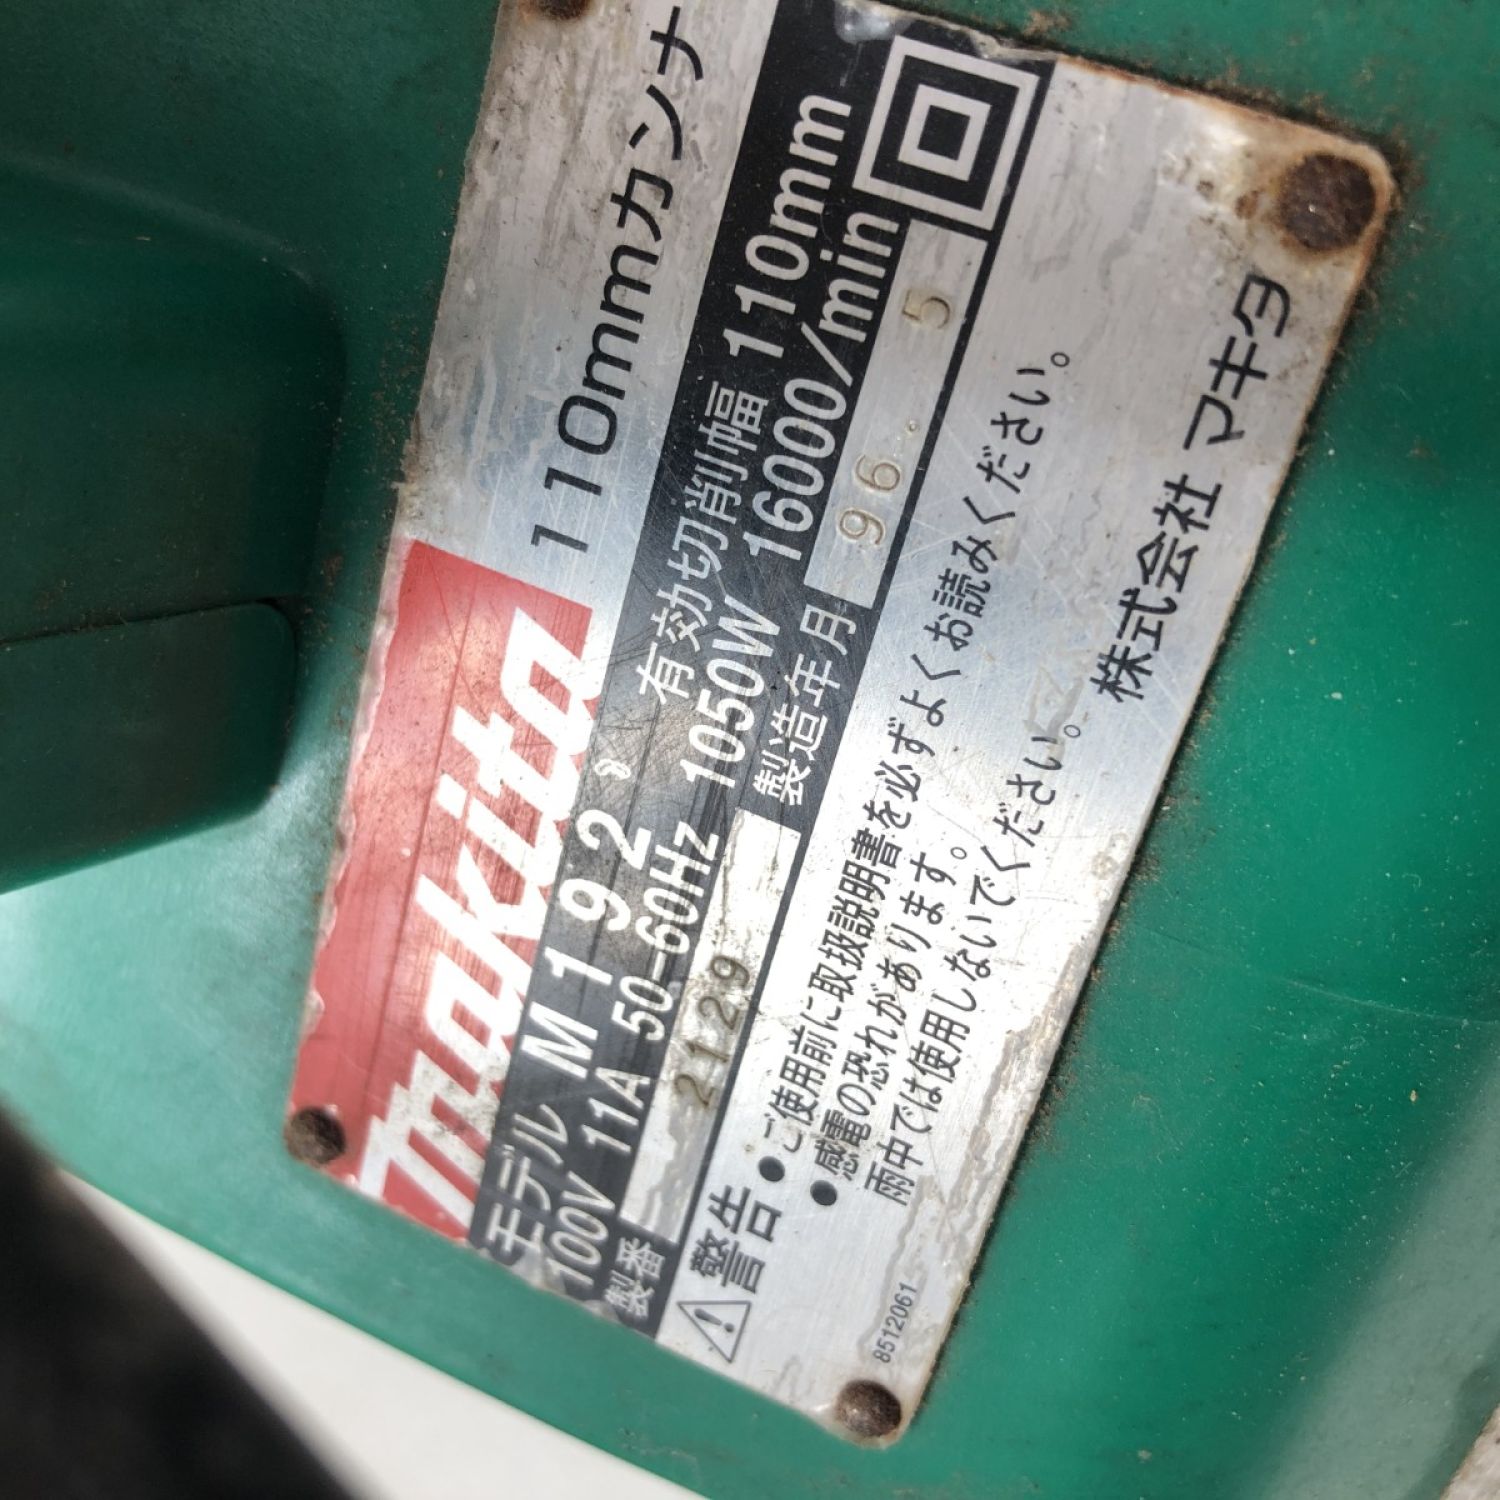 makita 110mmカンナ
モデル M192 有効切削幅 110mm
100V 11A 50-60Hz 1050W 16000/min
製番 21129 製造年月 96. 5
警告 ● ご使用前に取扱説明書を必ずよくお読みください。
● 感電の恐れがあります。
雨中では使用しないでください。
8512061 株式会社 マキタ